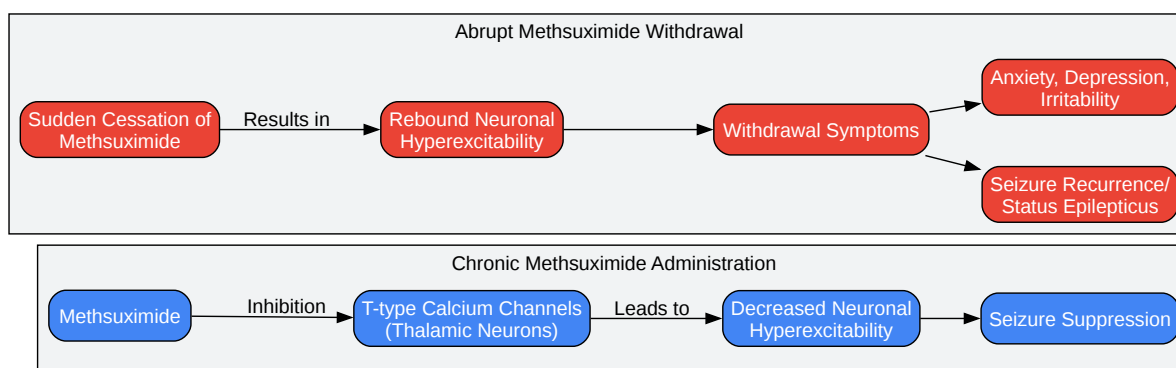 Abrupt Methsuximide Withdrawal
Sudden Cessation of
Methsuximide
Results in
Rebound Neuronal
Hyperexcitability
Withdrawal Symptoms
Anxiety, Depression,
Irritability
Seizure Recurrence/
Status Epilepticus
Chronic Methsuximide Administration
Methsuximide
Inhibition
T-type Calcium Channels
(Thalamic Neurons)
Leads to
Decreased Neuronal
Hyperexcitability
Seizure Suppression